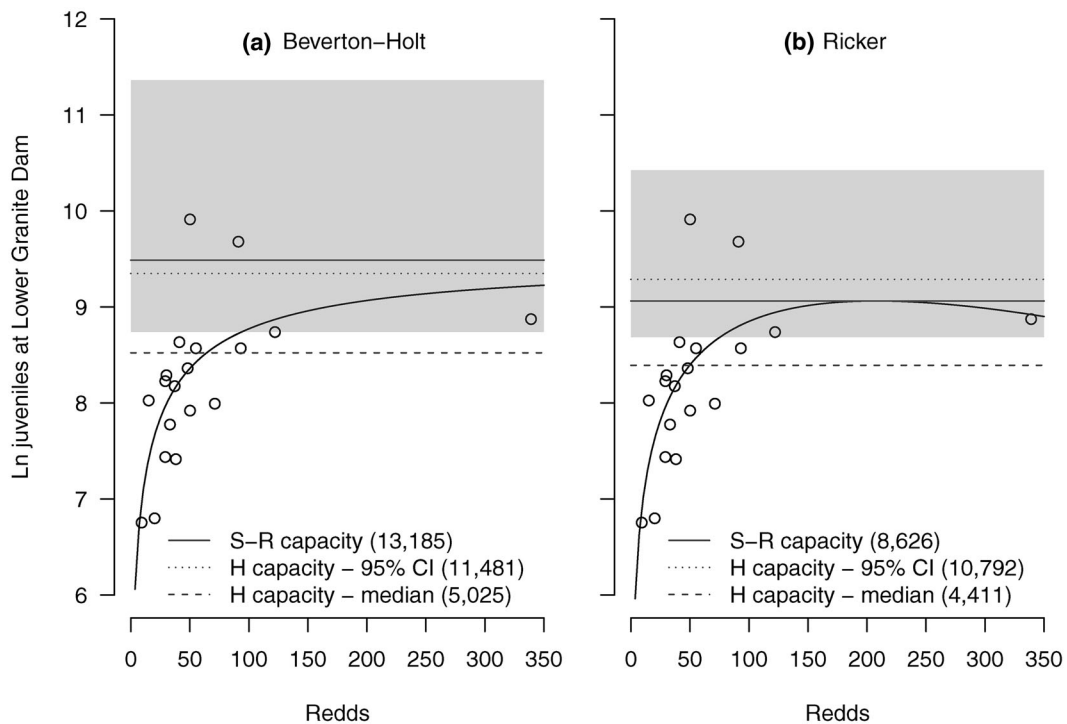 (a) Beverton−Holt
(b) Ricker
Ln juveniles at Lower Granite Dam
12
11
10
9
8
7
6
S−R capacity (13,185)
H capacity − 95% CI (11,481)
H capacity − median (5,025)
S−R capacity (8,626)
H capacity − 95% CI (10,792)
H capacity − median (4,411)
0 50 100 150 200 250 300 350
0 50 100 150 200 250 300 350
Redds
Redds